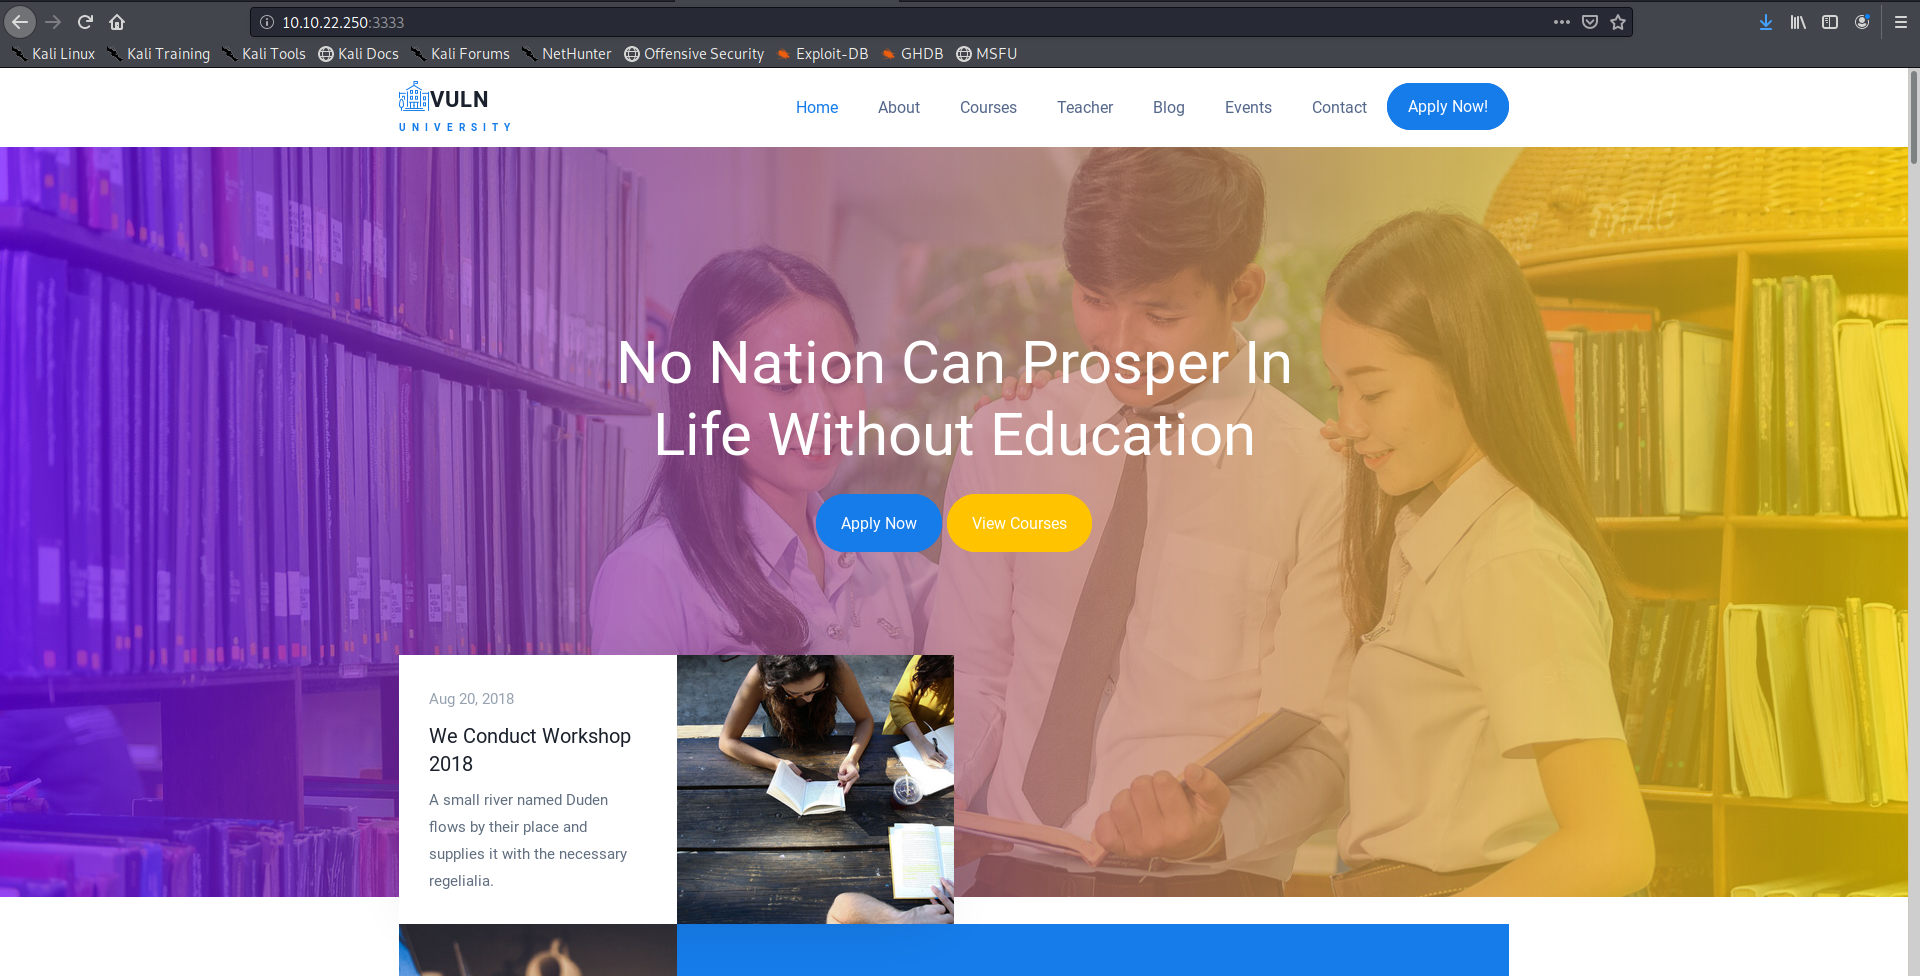 10.10.22.250:3333
Kali Linux Kali Training Kali Tools Kali Docs Kali Forums NetHunter Offensive Security Exploit-DB GHDB MSFU
VULN
UNIVERSITY
Home About Courses Teacher Blog Events Contact Apply Now!
No Nation Can Prosper In
Life Without Education
Apply Now View Courses
Aug 20, 2018
We Conduct Workshop
2018
A small river named Duden
flows by their place and
supplies it with the necessary
regelialia.